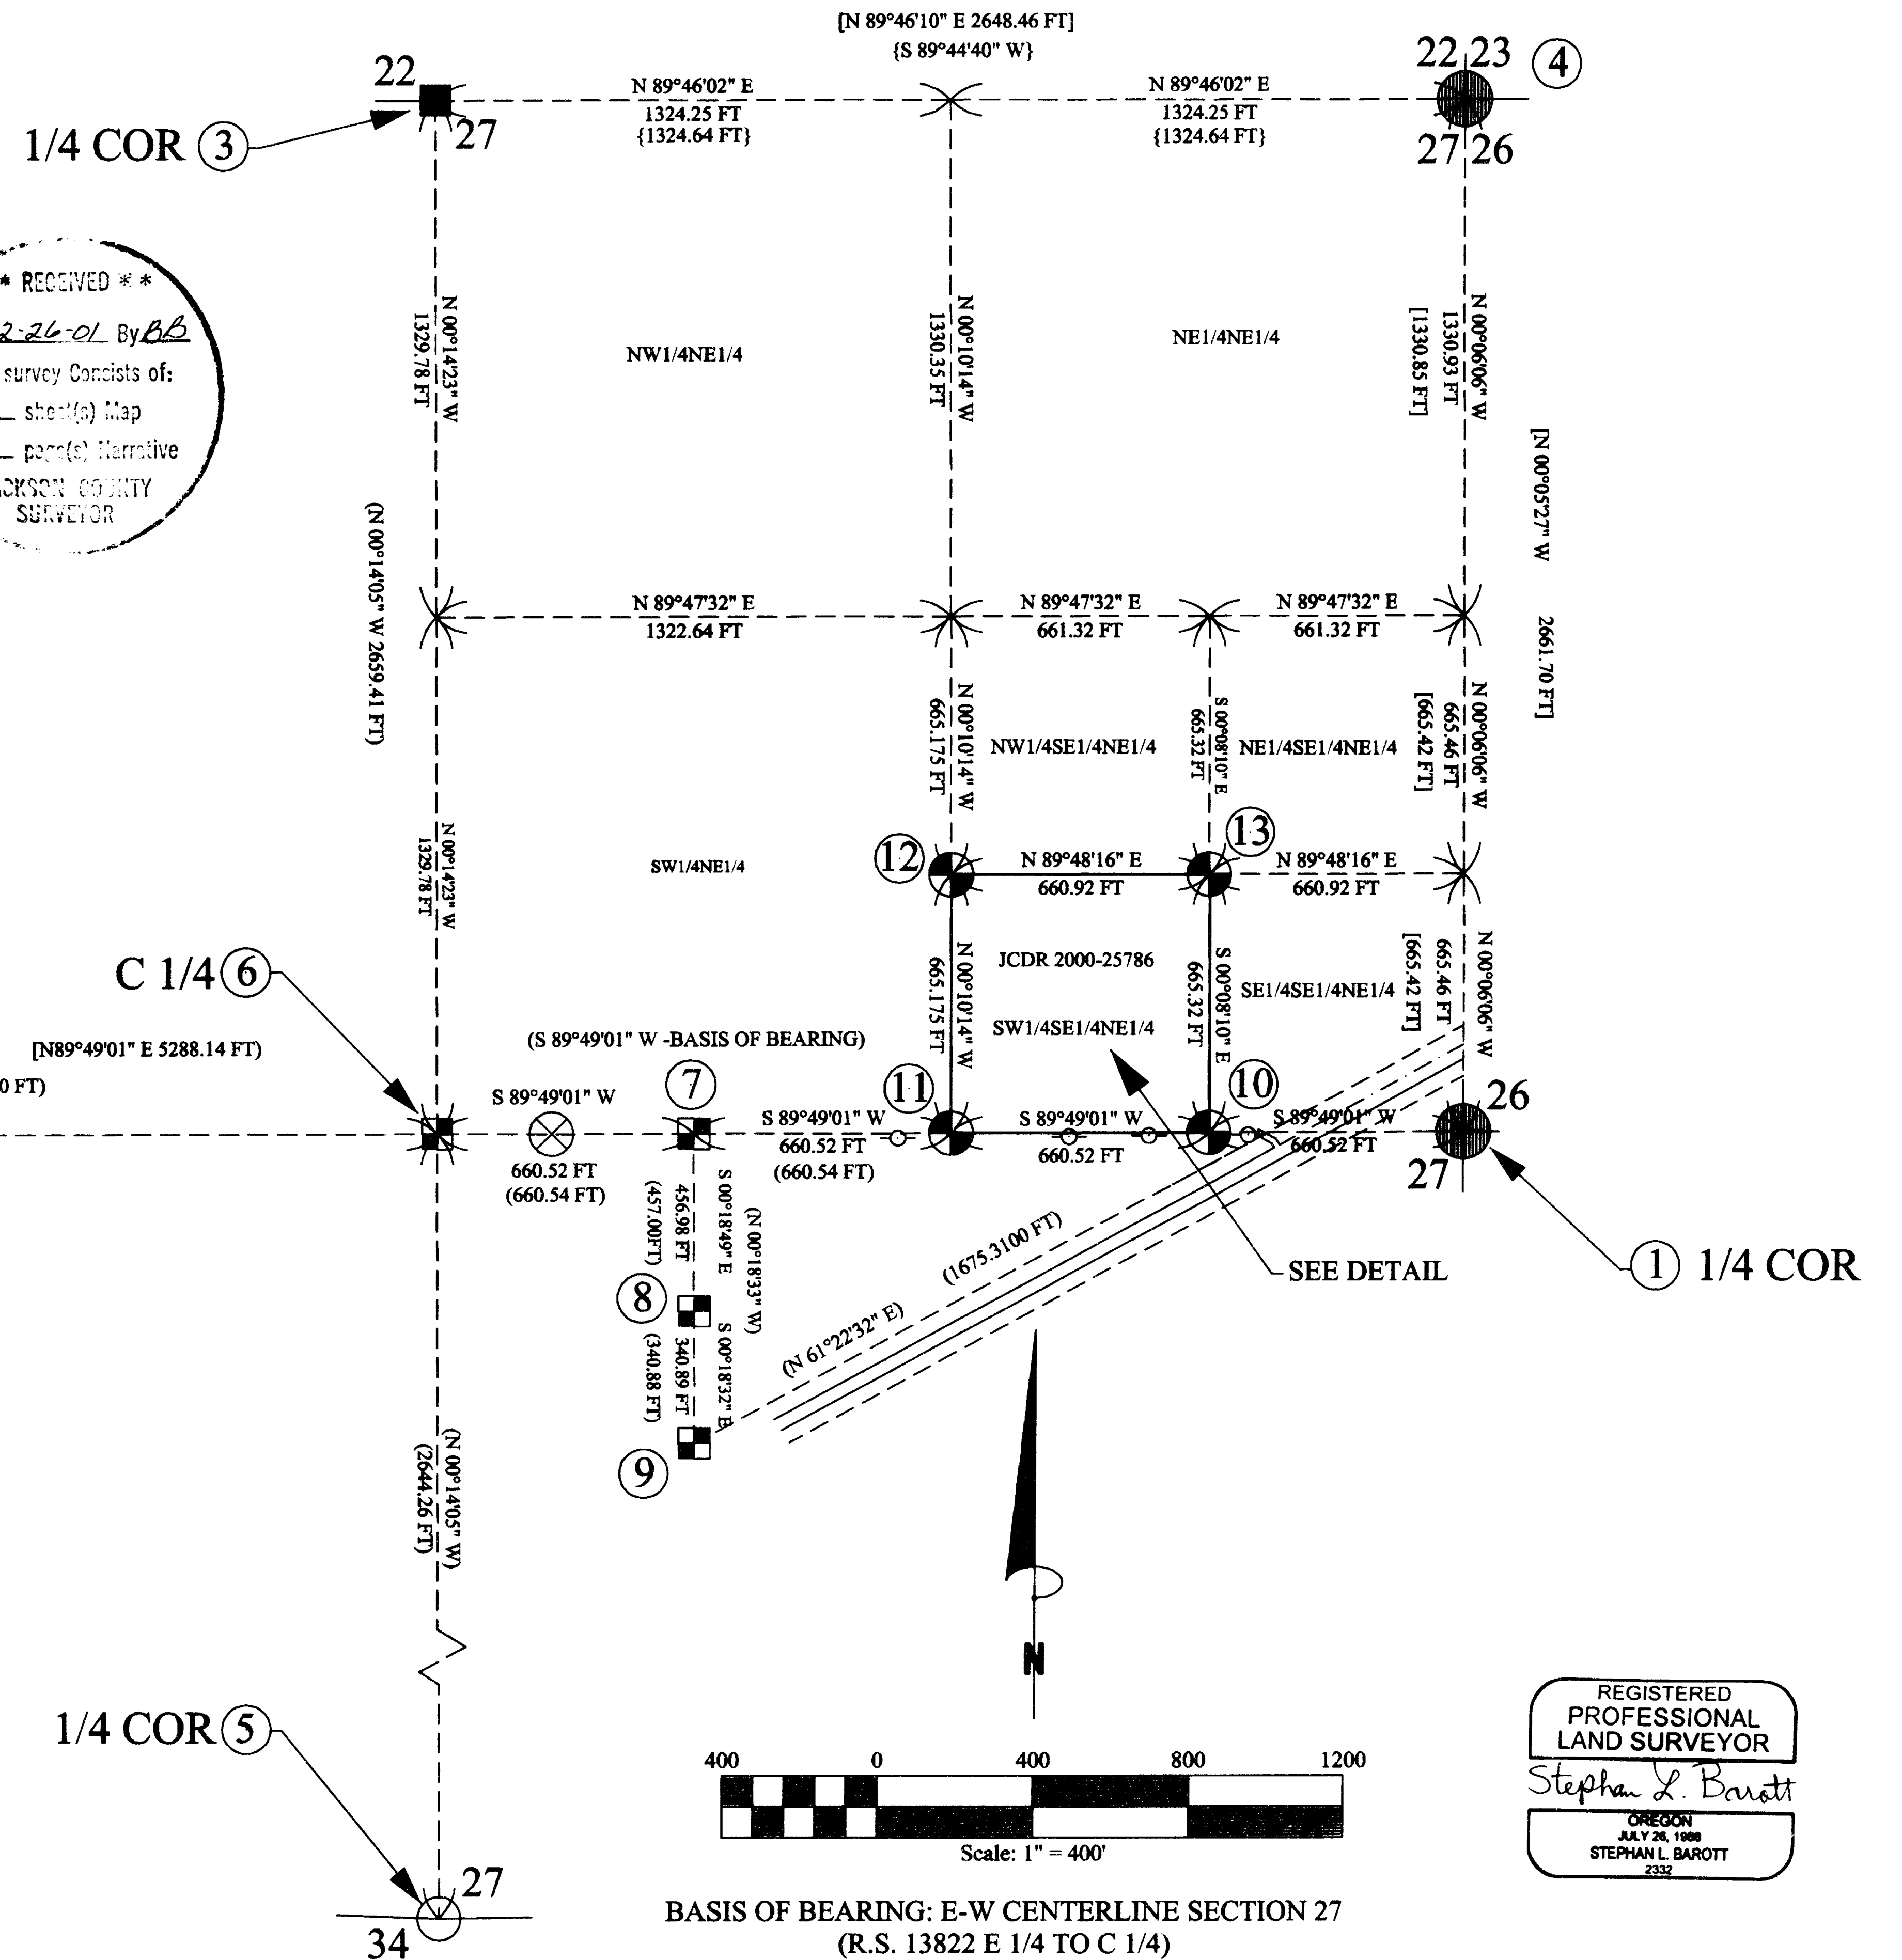 [N 89°46'10" E 2648.46 FT]
{S 89°44'40" W}
22
27
1/4 COR 3
N 89°46'02" E
1324.25 FT
{1324.64 FT}
N 89°46'02" E
1324.25 FT
{1324.64 FT}
22 23
27 26
4
* RECEIVED * *
2-26-01 By BB
survey Consists of:
sheet(s) Map
page(s) Narrative
CKSON COUNTY
SURVEYOR
N 00°14'23" W
1329.78 FT
(N 00°14'05" W 2659.41 FT)
NW1/4NE1/4
N 00°10'14" W
1330.35 FT
NE1/4NE1/4
N 00°06'06" W
1330.93 FT
[1330.85 FT]
[N 00°05'27" W 2661.70 FT]
N 89°47'32" E
1322.64 FT
N 89°47'32" E
661.32 FT
N 89°47'32" E
661.32 FT
N 00°10'14" W
665.175 FT
NW1/4SE1/4NE1/4
S 00°08'10" E
665.32 FT
NE1/4SE1/4NE1/4
N 00°06'06" W
665.46 FT
[665.42 FT]
N 00°14'23" W
1329.78 FT
SW1/4NE1/4
12
N 89°48'16" E
660.92 FT
13
N 89°48'16" E
660.92 FT
N 00°10'14" W
665.175 FT
JCDR 2000-25786
SW1/4SE1/4NE1/4
S 00°08'10" E
665.32 FT
SE1/4SE1/4NE1/4
N 00°06'06" W
665.46 FT
[665.42 FT]
C 1/4 6
[N89°49'01" E 5288.14 FT)
0 FT)
(S 89°49'01" W -BASIS OF BEARING)
S 89°49'01" W
660.52 FT
(660.54 FT)
7
S 89°49'01" W
660.52 FT
(660.54 FT)
11
S 89°49'01" W
660.52 FT
10
S 89°49'01" W
660.52 FT
26
27
1 1/4 COR
S 00°18'49" E
456.98 FT
(457.00FT)
(N 00°18'33" W)
8
S 00°18'32" E
340.89 FT
(340.88 FT)
9
(N 61°22'32" E)
(1675.3100 FT)
SEE DETAIL
(N 00°14'05" W)
(2644.26 FT)
N
1/4 COR 5
27
34
400 0 400 800 1200
Scale: 1" = 400'
BASIS OF BEARING: E-W CENTERLINE SECTION 27
(R.S. 13822 E 1/4 TO C 1/4)
REGISTERED
PROFESSIONAL
LAND SURVEYOR
Stephan L. Barott
OREGON
JULY 26, 1988
STEPHAN L. BAROTT
2332